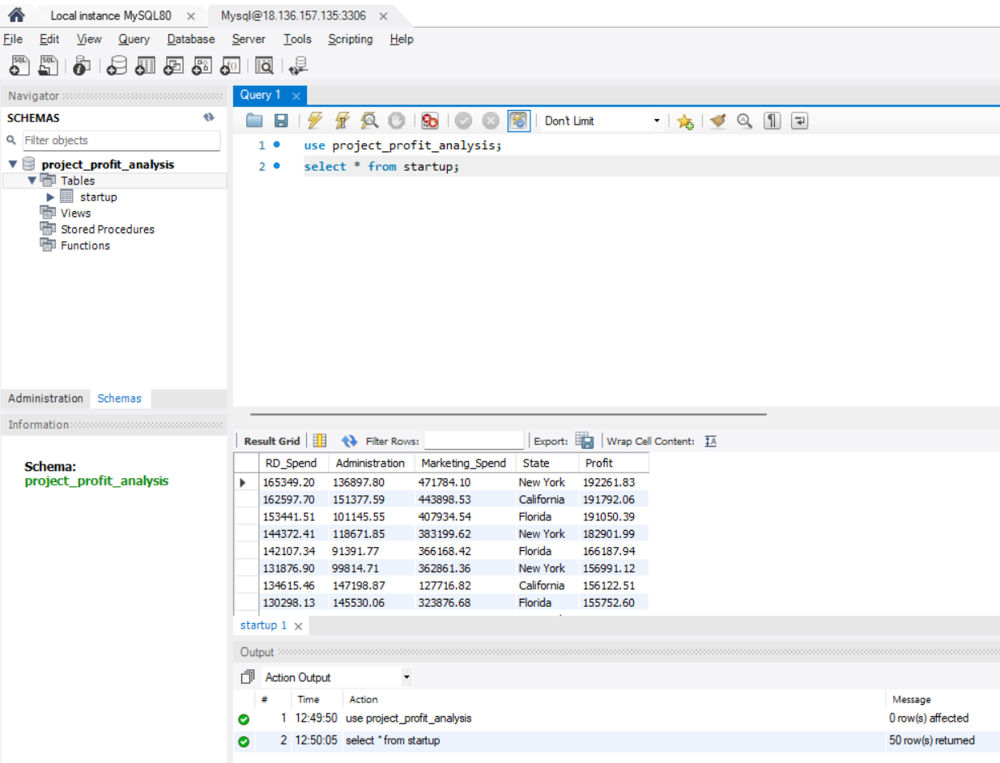 Local instance MySQL80 × Mysql@18.136.157.135:3306 ×
File Edit View Query Database Server Tools Scripting Help
Navigator
SCHEMAS
Filter objects
project_profit_analysis
Tables
startup
Views
Stored Procedures
Functions
Administration Schemas
Information
Schema:
project_profit_analysis
Query 1 ×
Don't Limit
1 use project_profit_analysis;
2 select * from startup;
Result Grid Filter Rows: Export: Wrap Cell Content:
RD_Spend Administration Marketing_Spend State Profit
165349.20 136897.80 471784.10 New York 192261.83
162597.70 151377.59 443898.53 California 191792.06
153441.51 101145.55 407934.54 Florida 191050.39
144372.41 118671.85 383199.62 New York 182901.99
142107.34 91391.77 366168.42 Florida 166187.94
131876.90 99814.71 362861.36 New York 156991.12
134615.46 147198.87 127716.82 California 156122.51
130298.13 145530.06 323876.68 Florida 155752.60
startup 1 ×
Output
Action Output
# Time Action Message
1 12:49:50 use project_profit_analysis 0 row(s) affected
2 12:50:05 select * from startup 50 row(s) returned